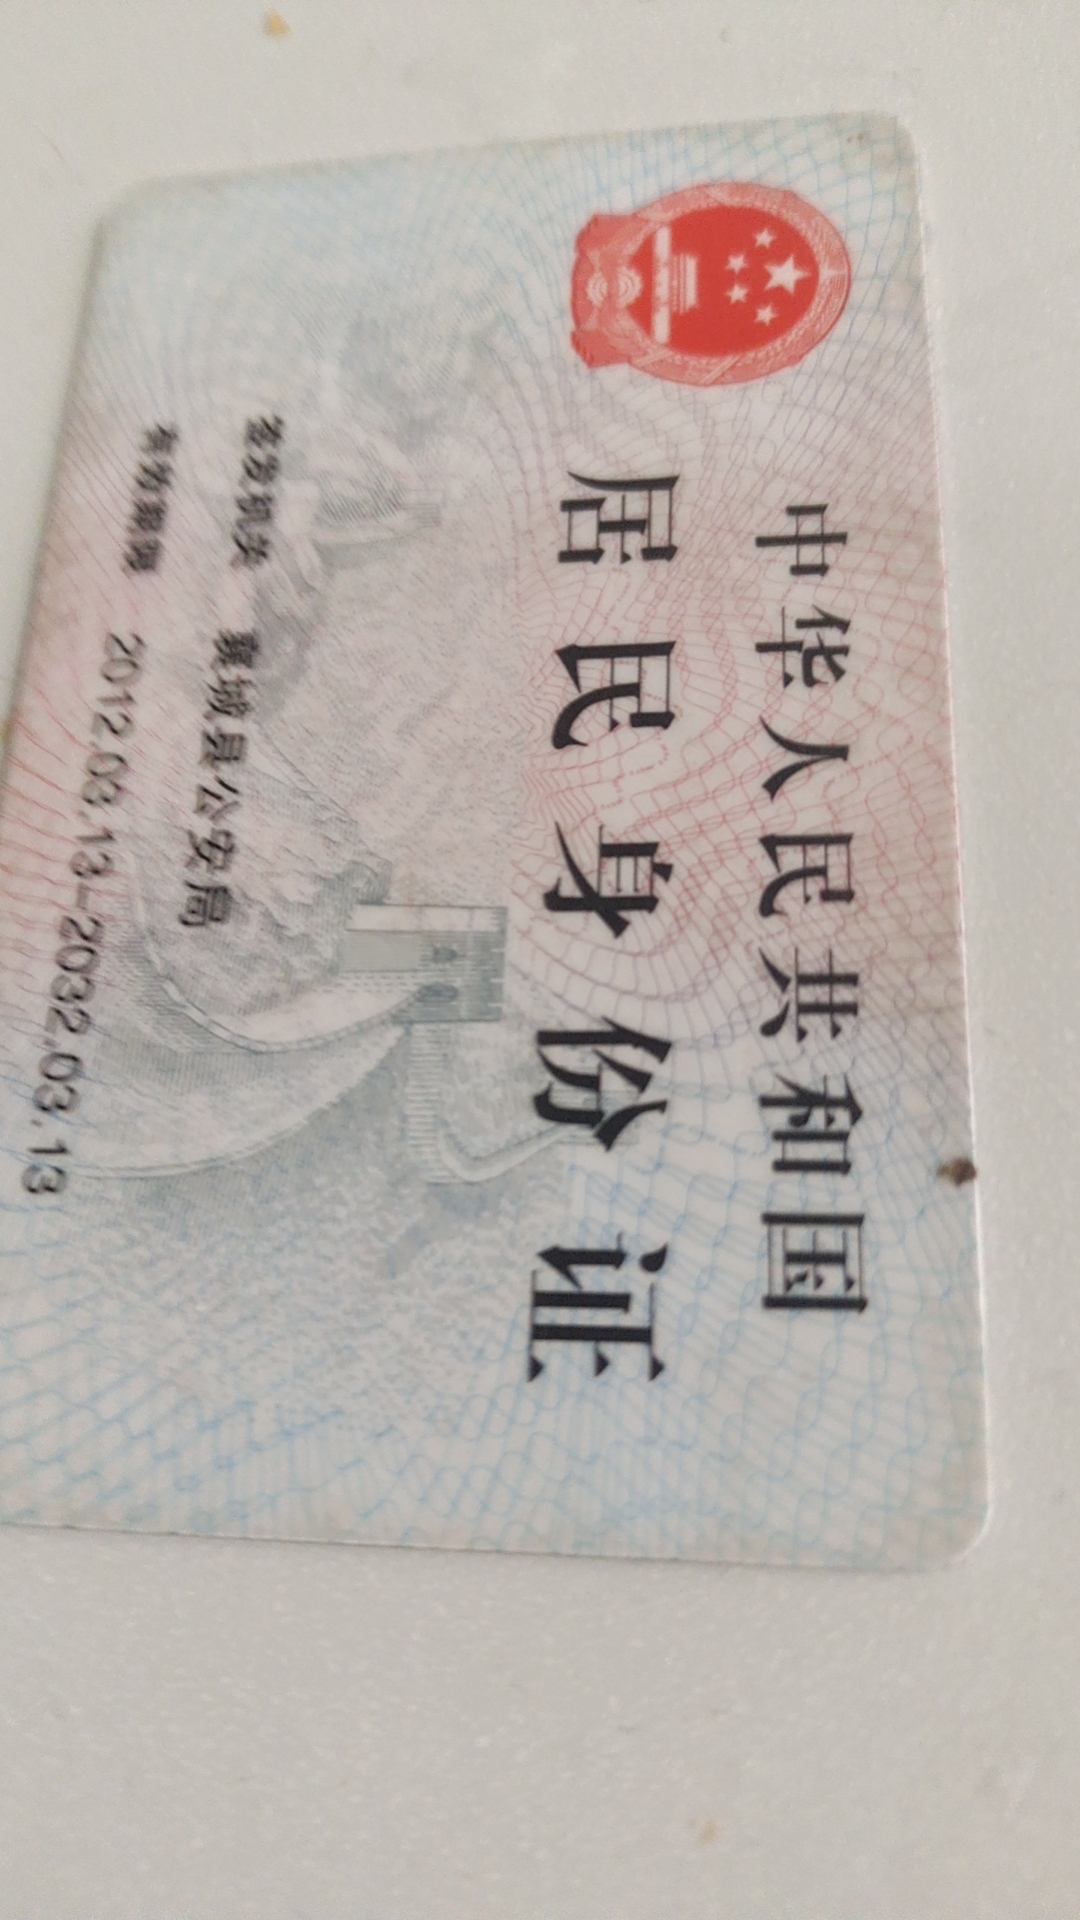 中华人民共和国
居民身份证
签发机关 襄城县公安局
有效期限 2012.03.13-2032.03.13